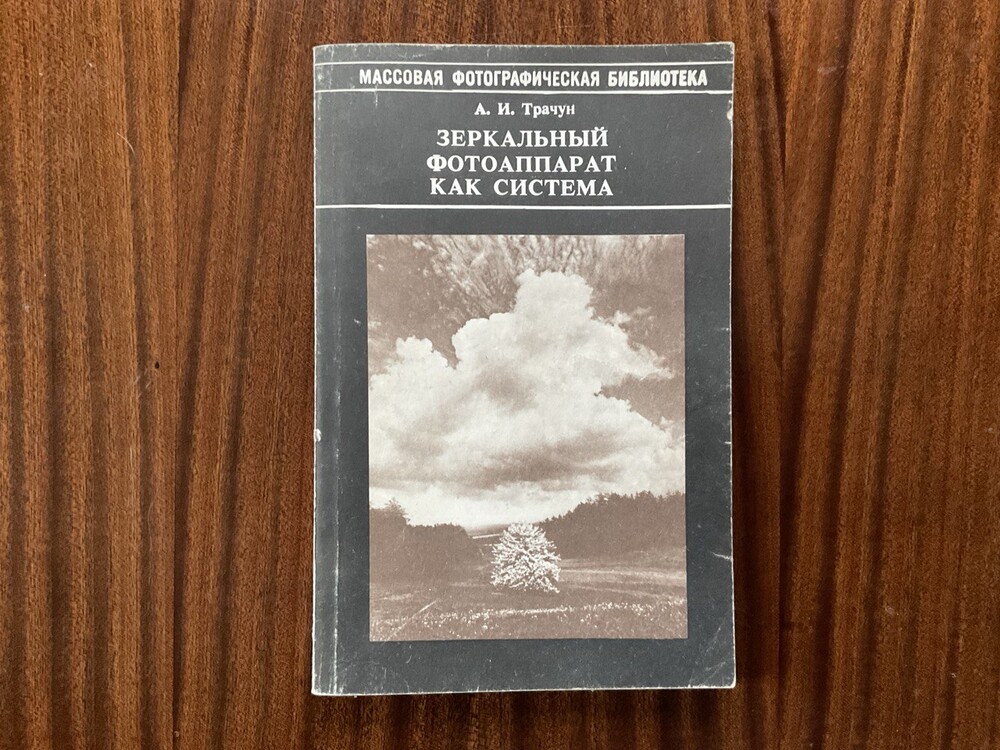 МАССОВАЯ ФОТОГРАФИЧЕСКАЯ БИБЛИОТЕКА
А. И. Трачун
ЗЕРКАЛЬНЫЙ
ФОТОАППАРАТ
КАК СИСТЕМА